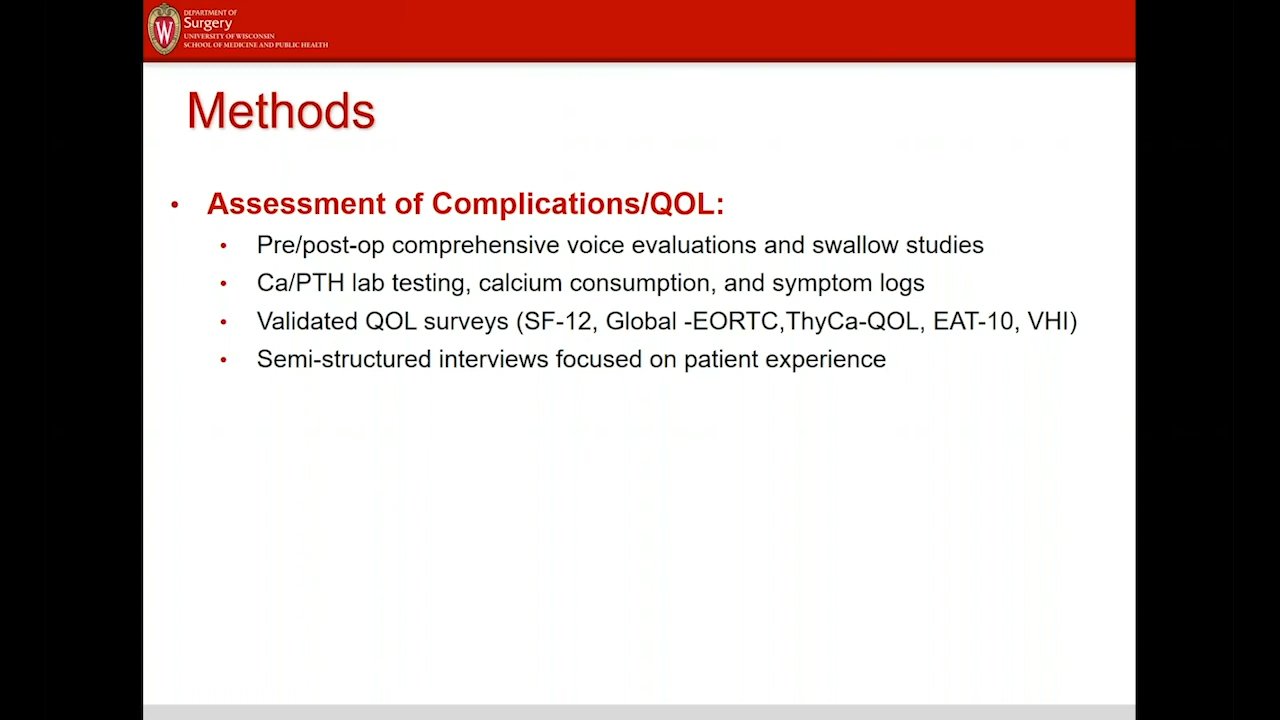 DEPARTMENT OF
Surgery
UNIVERSITY OF WISCONSIN
SCHOOL OF MEDICINE AND PUBLIC HEALTH
W
Methods
• Assessment of Complications/QOL:
• Pre/post-op comprehensive voice evaluations and swallow studies
• Ca/PTH lab testing, calcium consumption, and symptom logs
• Validated QOL surveys (SF-12, Global -EORTC,ThyCa-QOL, EAT-10, VHI)
• Semi-structured interviews focused on patient experience